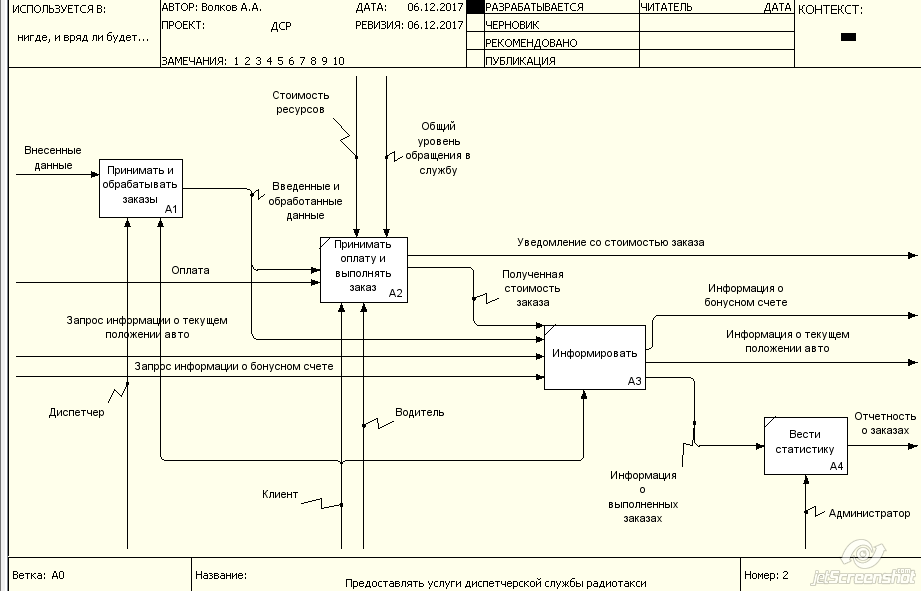 ИСПОЛЬЗУЕТСЯ В:
нигде, и вряд ли будет...
АВТОР: Волков А.А.
ДАТА: 06.12.2017
ПРОЕКТ: ДСР
РЕВИЗИЯ: 06.12.2017
ЗАМЕЧАНИЯ: 1 2 3 4 5 6 7 8 9 10
РАЗРАБАТЫВАЕТСЯ
ЧЕРНОВИК
РЕКОМЕНДОВАНО
ПУБЛИКАЦИЯ
ЧИТАТЕЛЬ
ДАТА
КОНТЕКСТ:
Стоимость
ресурсов
Общий
уровень
обращения в
службу
Внесенные
данные
Принимать и
обрабатывать
заказы
A1
Введенные и
обработанные
данные
Принимать
оплату и
выполнять
заказ
A2
Уведомление со стоимостью заказа
Оплата
Полученная
стоимость
заказа
Информация о
бонусном счете
Запрос информации о текущем
положении авто
Информация о текущем
положении авто
Информировать
A3
Запрос информации о бонусном счете
Диспетчер
Водитель
Отчетность
о заказах
Вести
статистику
A4
Информация
о
выполненных
заказах
Клиент
Администратор
Ветка: A0
Название:
Предоставлять услуги диспетчерской службы радиотакси
Номер: 2
jetScreenshot
.com